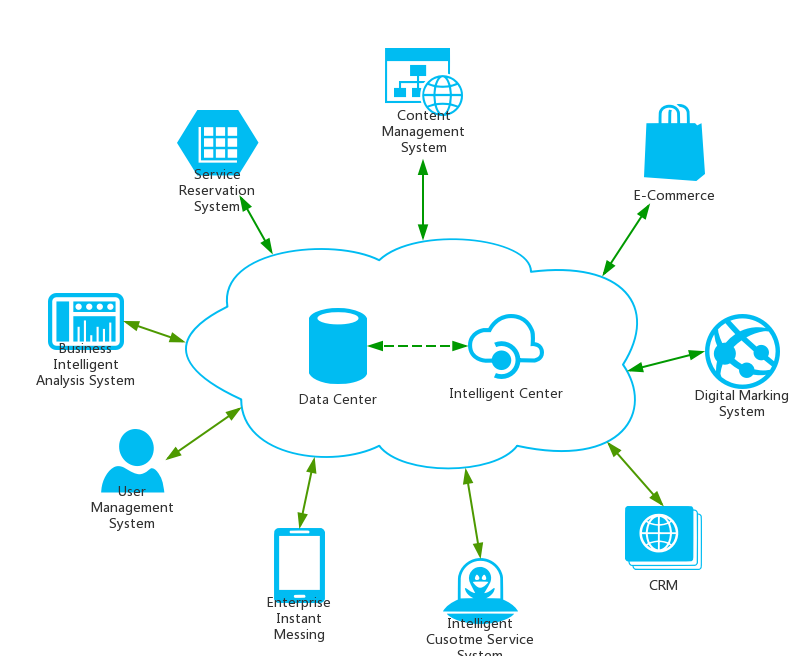 Content
Management
System
Service
Reservation
System
E-Commerce
Business
Intelligent
Analysis System
Data Center
Intelligent Center
Digital Marking
System
User
Management
System
Enterprise
Instant
Messing
Intelligent
Cusotme Service
System
CRM